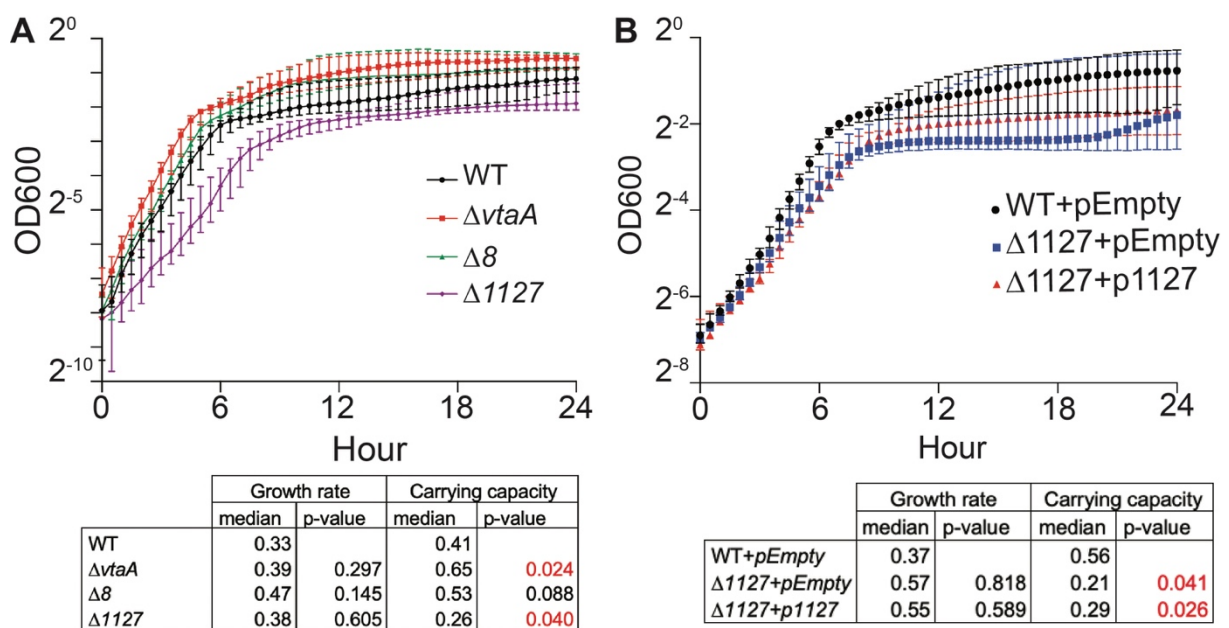 A
2⁰
2⁻⁵
2⁻¹⁰
OD600
WT
ΔvtaA
Δ8
Δ1127
0 6 12 18 24
Hour
Growth rate Carrying capacity
median p-value median p-value
WT 0.33 0.41
ΔvtaA 0.39 0.297 0.65 0.024
Δ8 0.47 0.145 0.53 0.088
Δ1127 0.38 0.605 0.26 0.040
B
2⁰
2⁻²
2⁻⁴
2⁻⁶
2⁻⁸
OD600
WT+pEmpty
Δ1127+pEmpty
Δ1127+p1127
0 6 12 18 24
Hour
Growth rate Carrying capacity
median p-value median p-value
WT+pEmpty 0.37 0.56
Δ1127+pEmpty 0.57 0.818 0.21 0.041
Δ1127+p1127 0.55 0.589 0.29 0.026